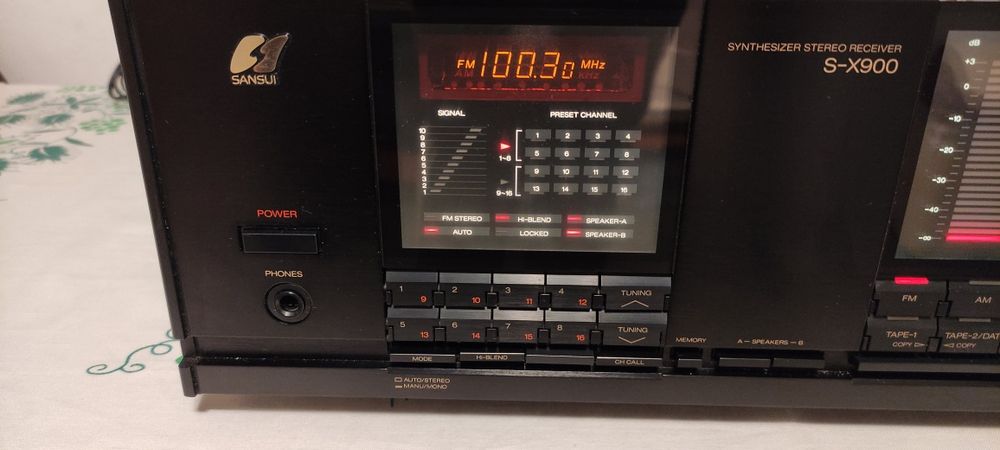 SANSUI
POWER
PHONES
FM 100.30 MHz
AM KHz
SIGNAL
10
9
8
7
6
5
4
3
2
1
PRESET CHANNEL
1 2 3 4
5 6 7 8
9 10 11 12
13 14 15 16
1~8
9~16
FM STEREO HI-BLEND SPEAKER-A
AUTO LOCKED SPEAKER-B
1 9 2 10 3 11 4 12 TUNING
5 13 6 14 7 15 8 16 TUNING
MODE HI-BLEND CH CALL MEMORY A – SPEAKERS – B
AUTO/STEREO
MANU/MONO
SYNTHESIZER STEREO RECEIVER
S-X900
dB
+3
0
-10
-20
-30
-40
-∞
FM AM
TAPE-1 TAPE-2/DAT
COPY ▷ ◁ COPY